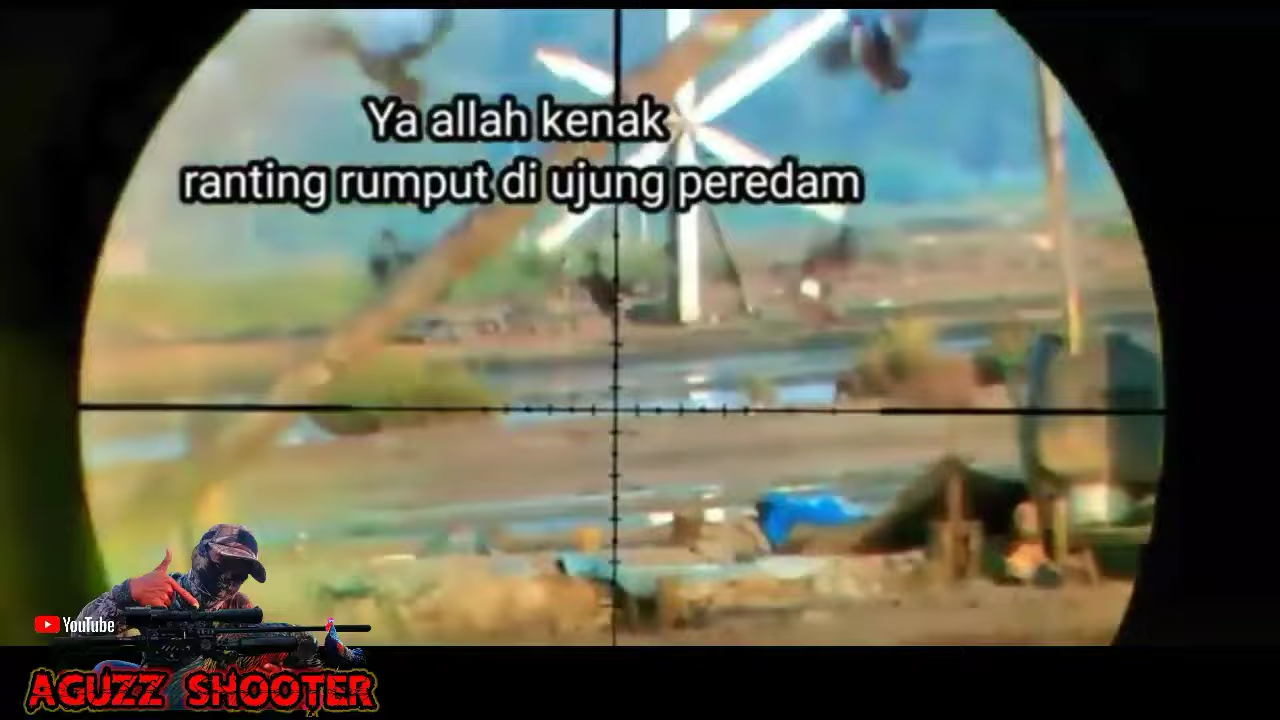 Ya allah kenak
ranting rumput di ujung peredam
YouTube
AGUZZ SHOOTER